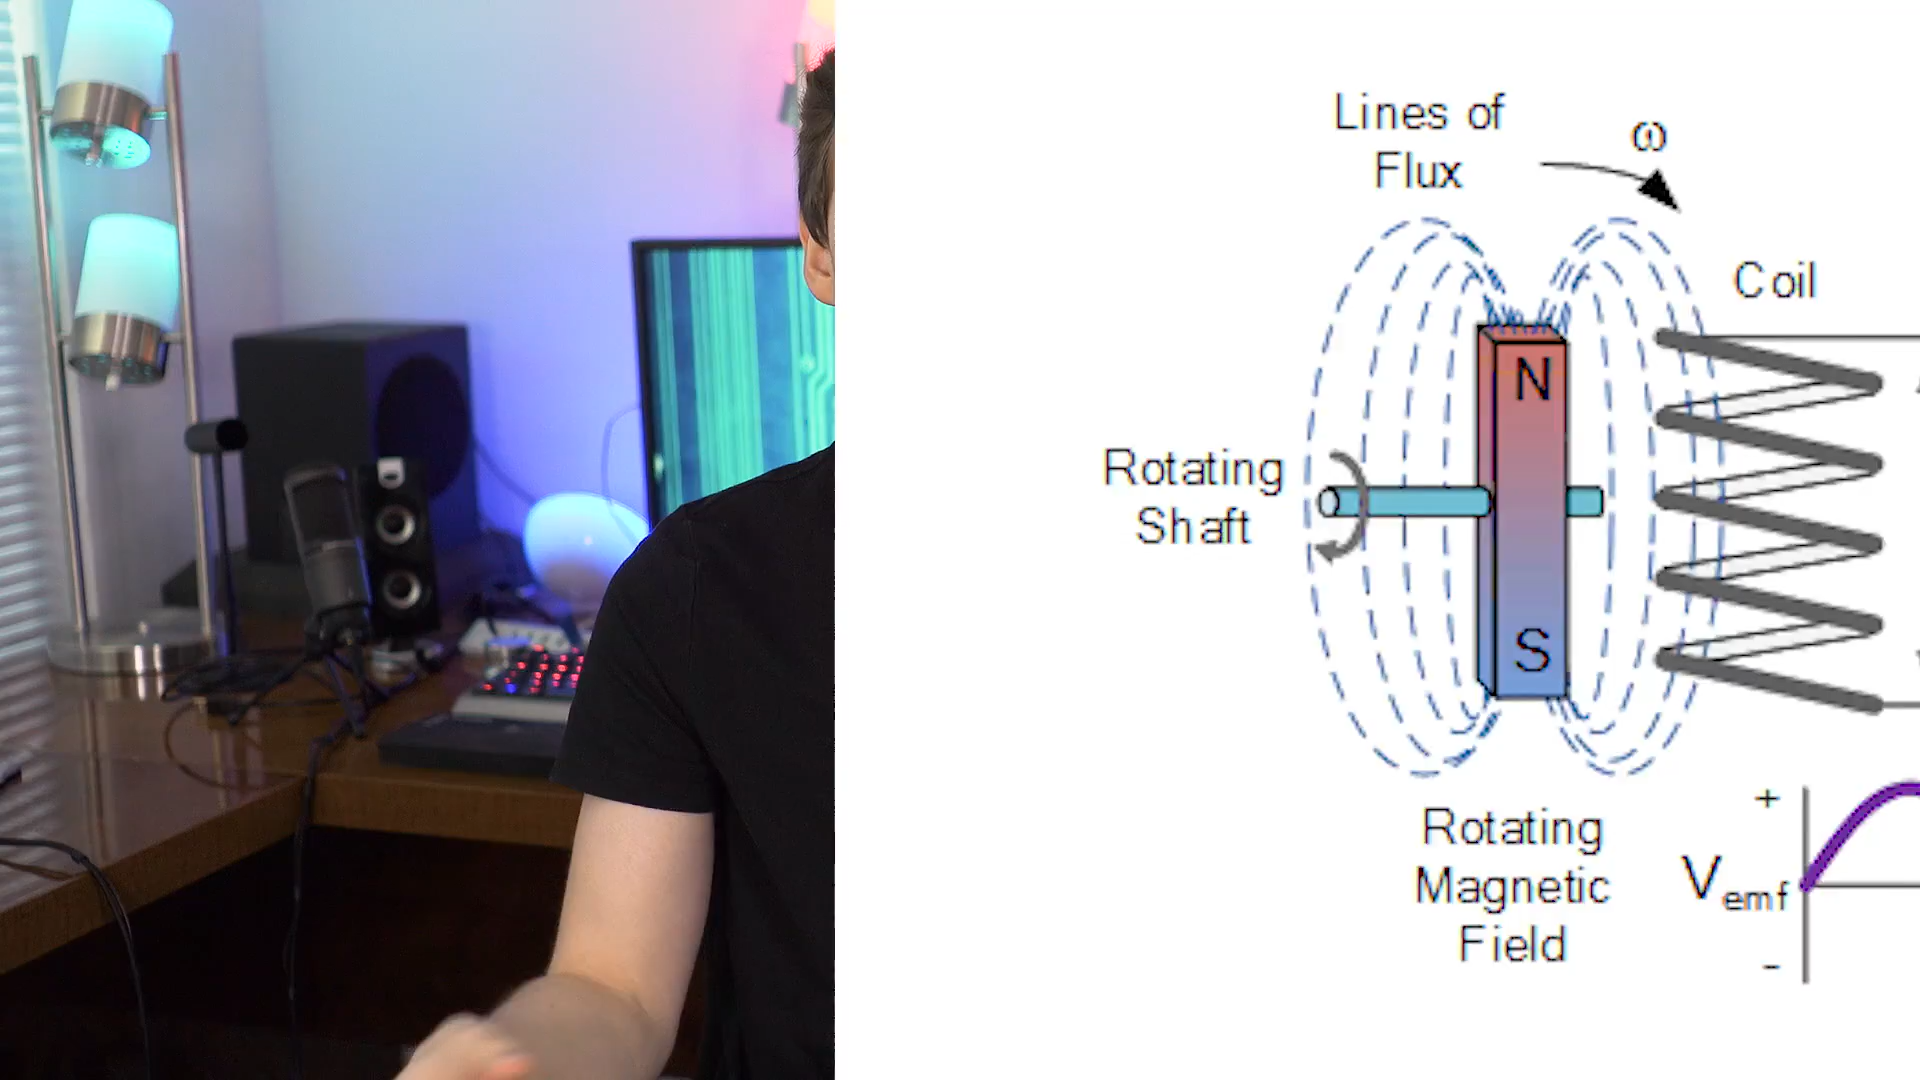 Lines of
Flux
ω
Coil
N
Rotating
Shaft
S
Rotating
Magnetic
Field
+
Vemf
-